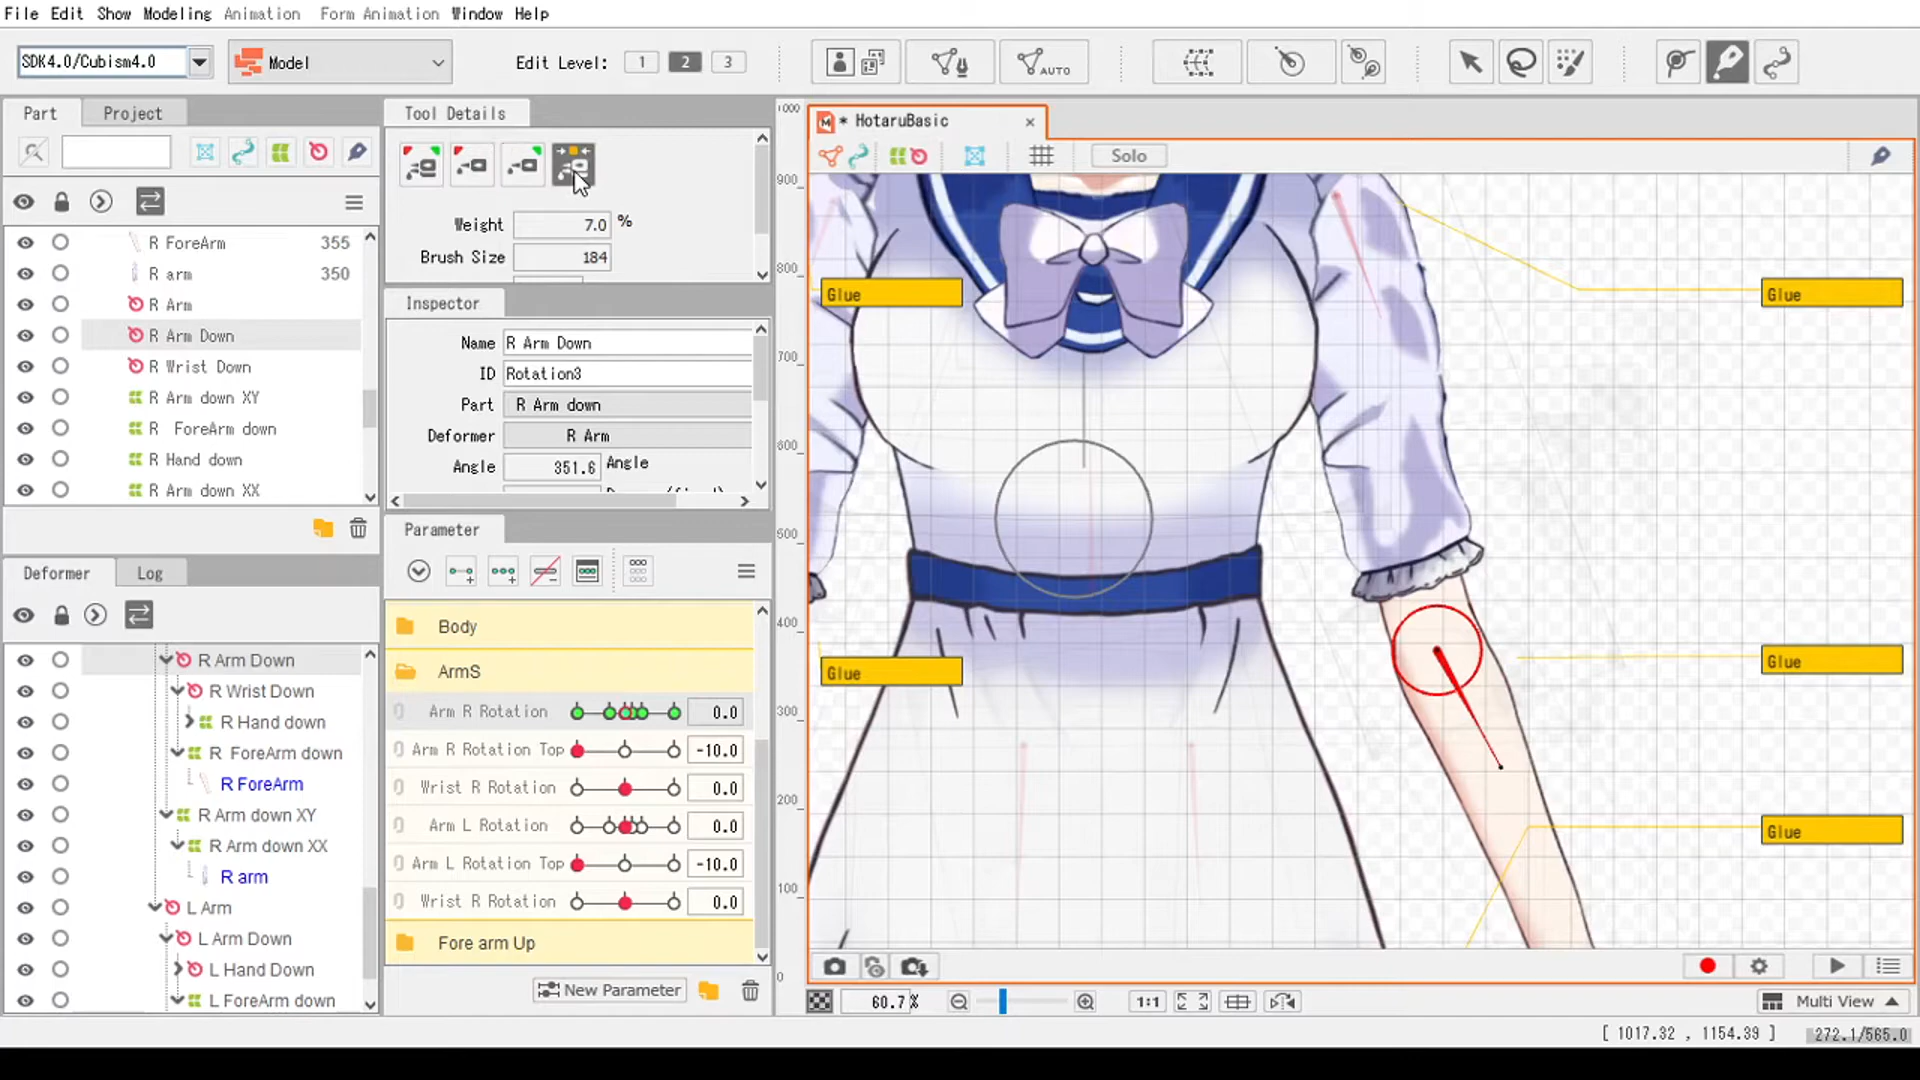 File Edit Show Modeling Animation Form Animation Window Help
SDK4.0/Cubism4.0 Model Edit Level: 1 2 3 AUTO
Part Project
R ForeArm 355
R arm 350
R Arm
R Arm Down
R Wrist Down
R Arm down XY
R ForeArm down
R Hand down
R Arm down XX
Deformer Log
R Arm Down
R Wrist Down
R Hand down
R ForeArm down
R ForeArm
R Arm down XY
R Arm down XX
R arm
L Arm
L Arm Down
L Hand Down
L ForeArm down
Tool Details
Weight 7.0 %
Brush Size 184
Inspector
Name R Arm Down
ID Rotation3
Part R Arm down
Deformer R Arm
Angle 351.6 Angle
Parameter
Body
ArmS
Arm R Rotation 0.0
Arm R Rotation Top -10.0
Wrist R Rotation 0.0
Arm L Rotation 0.0
Arm L Rotation Top -10.0
Wrist R Rotation 0.0
Fore arm Up
New Parameter
* HotaruBasic
Solo
1000
900
800
700
600
500
400
300
200
100
0
Glue
Glue
Glue
Glue
Glue
60.7%
1:1
Multi View
[ 1017.32 , 1154.39 ] 272.1/565.0